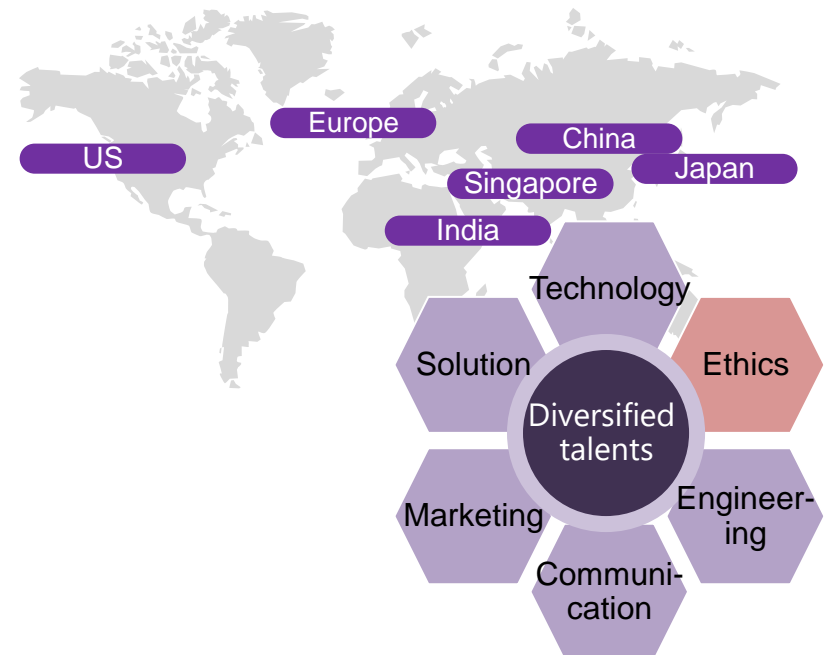 Europe
China
US
Japan
Singapore
India
Technology
Solution
Ethics
Diversified
talents
Marketing
Engineer-
ing
Communi-
cation